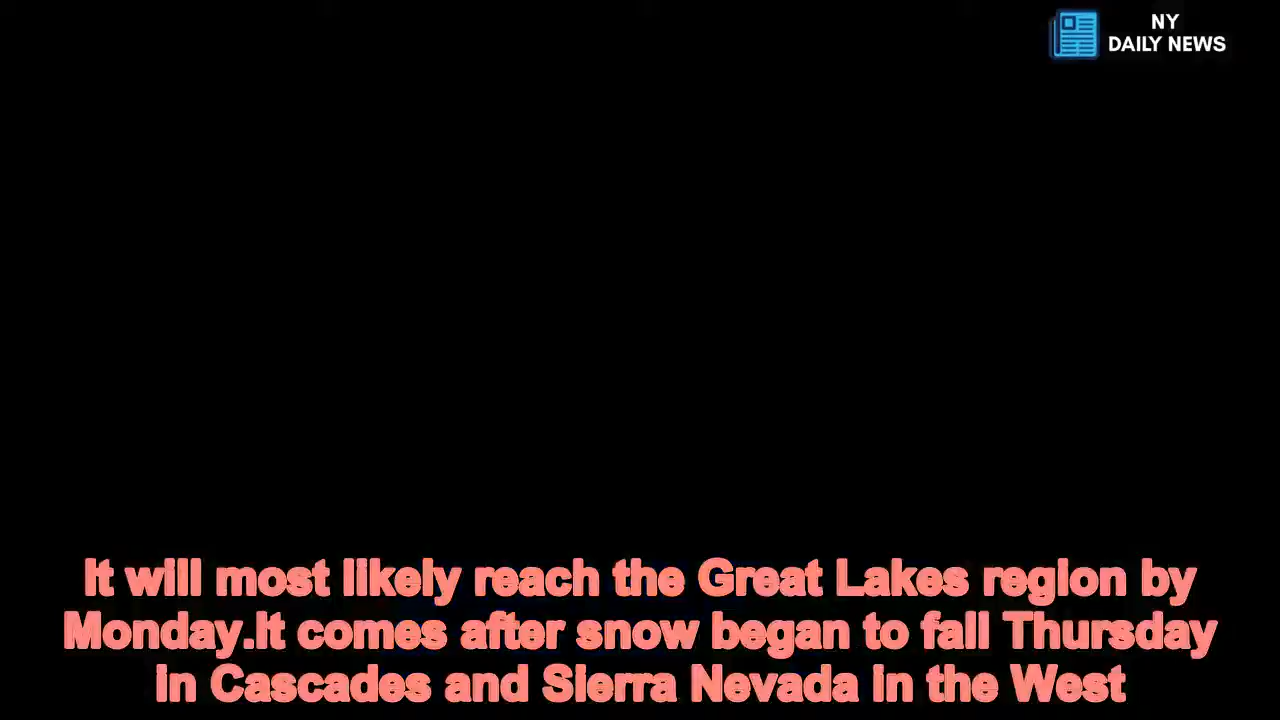 NY
DAILY NEWS
It will most likely reach the Great Lakes region by
Monday.It comes after snow began to fall Thursday
in Cascades and Sierra Nevada in the West